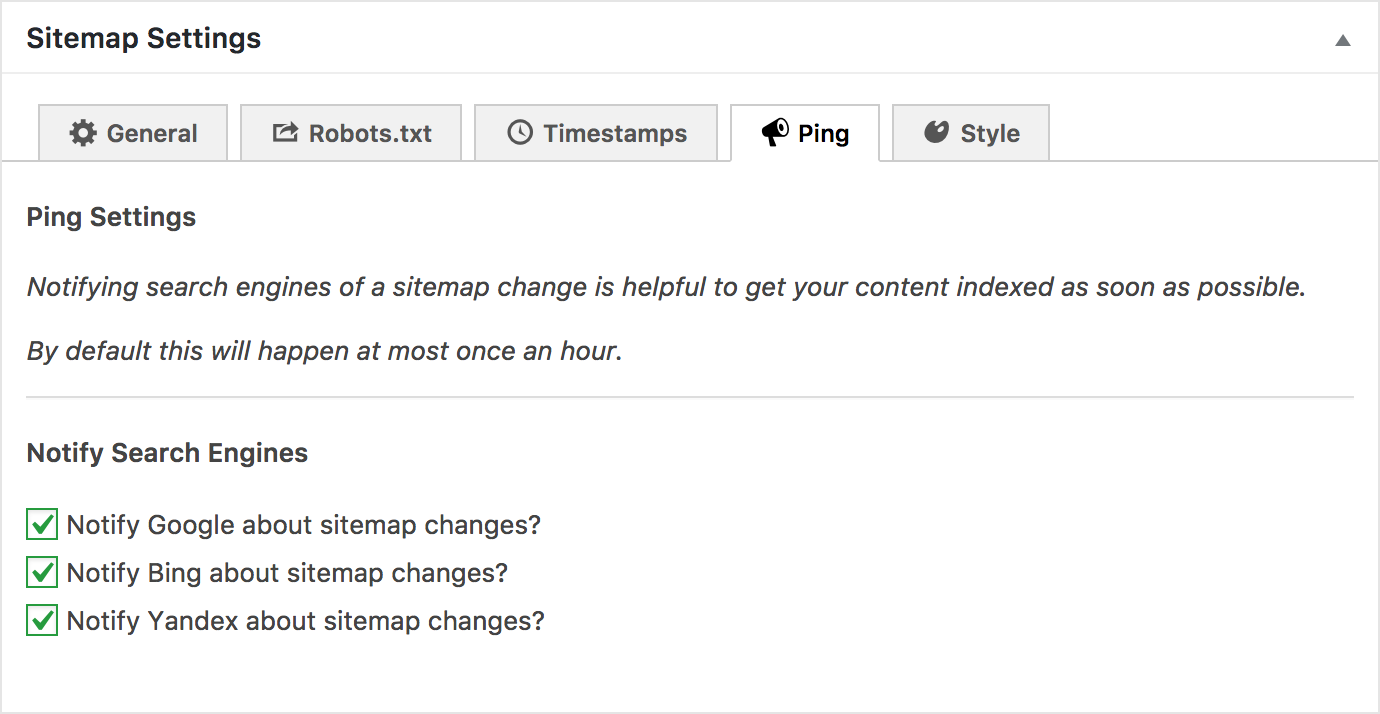 Sitemap Settings
General Robots.txt Timestamps Ping Style
Ping Settings
Notifying search engines of a sitemap change is helpful to get your content indexed as soon as possible.
By default this will happen at most once an hour.
Notify Search Engines
Notify Google about sitemap changes?
Notify Bing about sitemap changes?
Notify Yandex about sitemap changes?